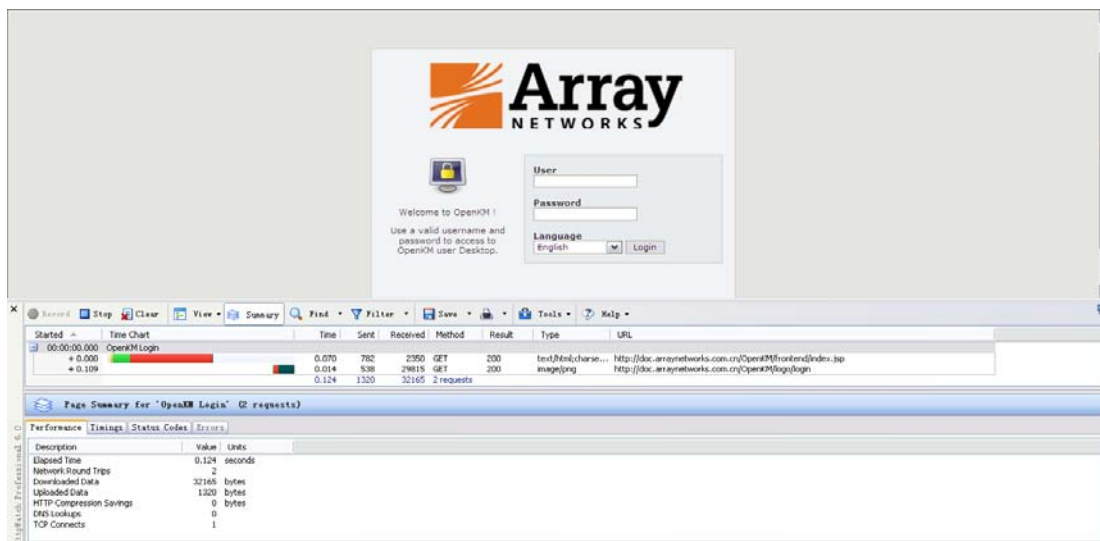 Array
NETWORKS
User
Password
Welcome to OpenKM !
Use a valid username and
password to access to
OpenKM user Desktop.
Language
English Login
Record Stop Clear View Summary Find Filter Save Tools Help
Started Time Chart Time Sent Received Method Result Type URL
00:00:00.000 OpenKM Login
+ 0.000 0.070 782 2350 GET 200 text/html;charse... http://doc.arraynetworks.com.cn/OpenKM/frontend/index.jsp
+ 0.109 0.014 538 29815 GET 200 image/png http://doc.arraynetworks.com.cn/OpenKM/logo/login
0.124 1320 32165 2 requests
Page Summary for 'OpenKM Login' (2 requests)
Performance Timings Status Codes Errors
Description Value Units
Elapsed Time 0.124 seconds
Network Round Trips 2
Downloaded Data 32165 bytes
Uploaded Data 1320 bytes
HTTP Compression Savings 0 bytes
DNS Lookups 0
TCP Connects 1